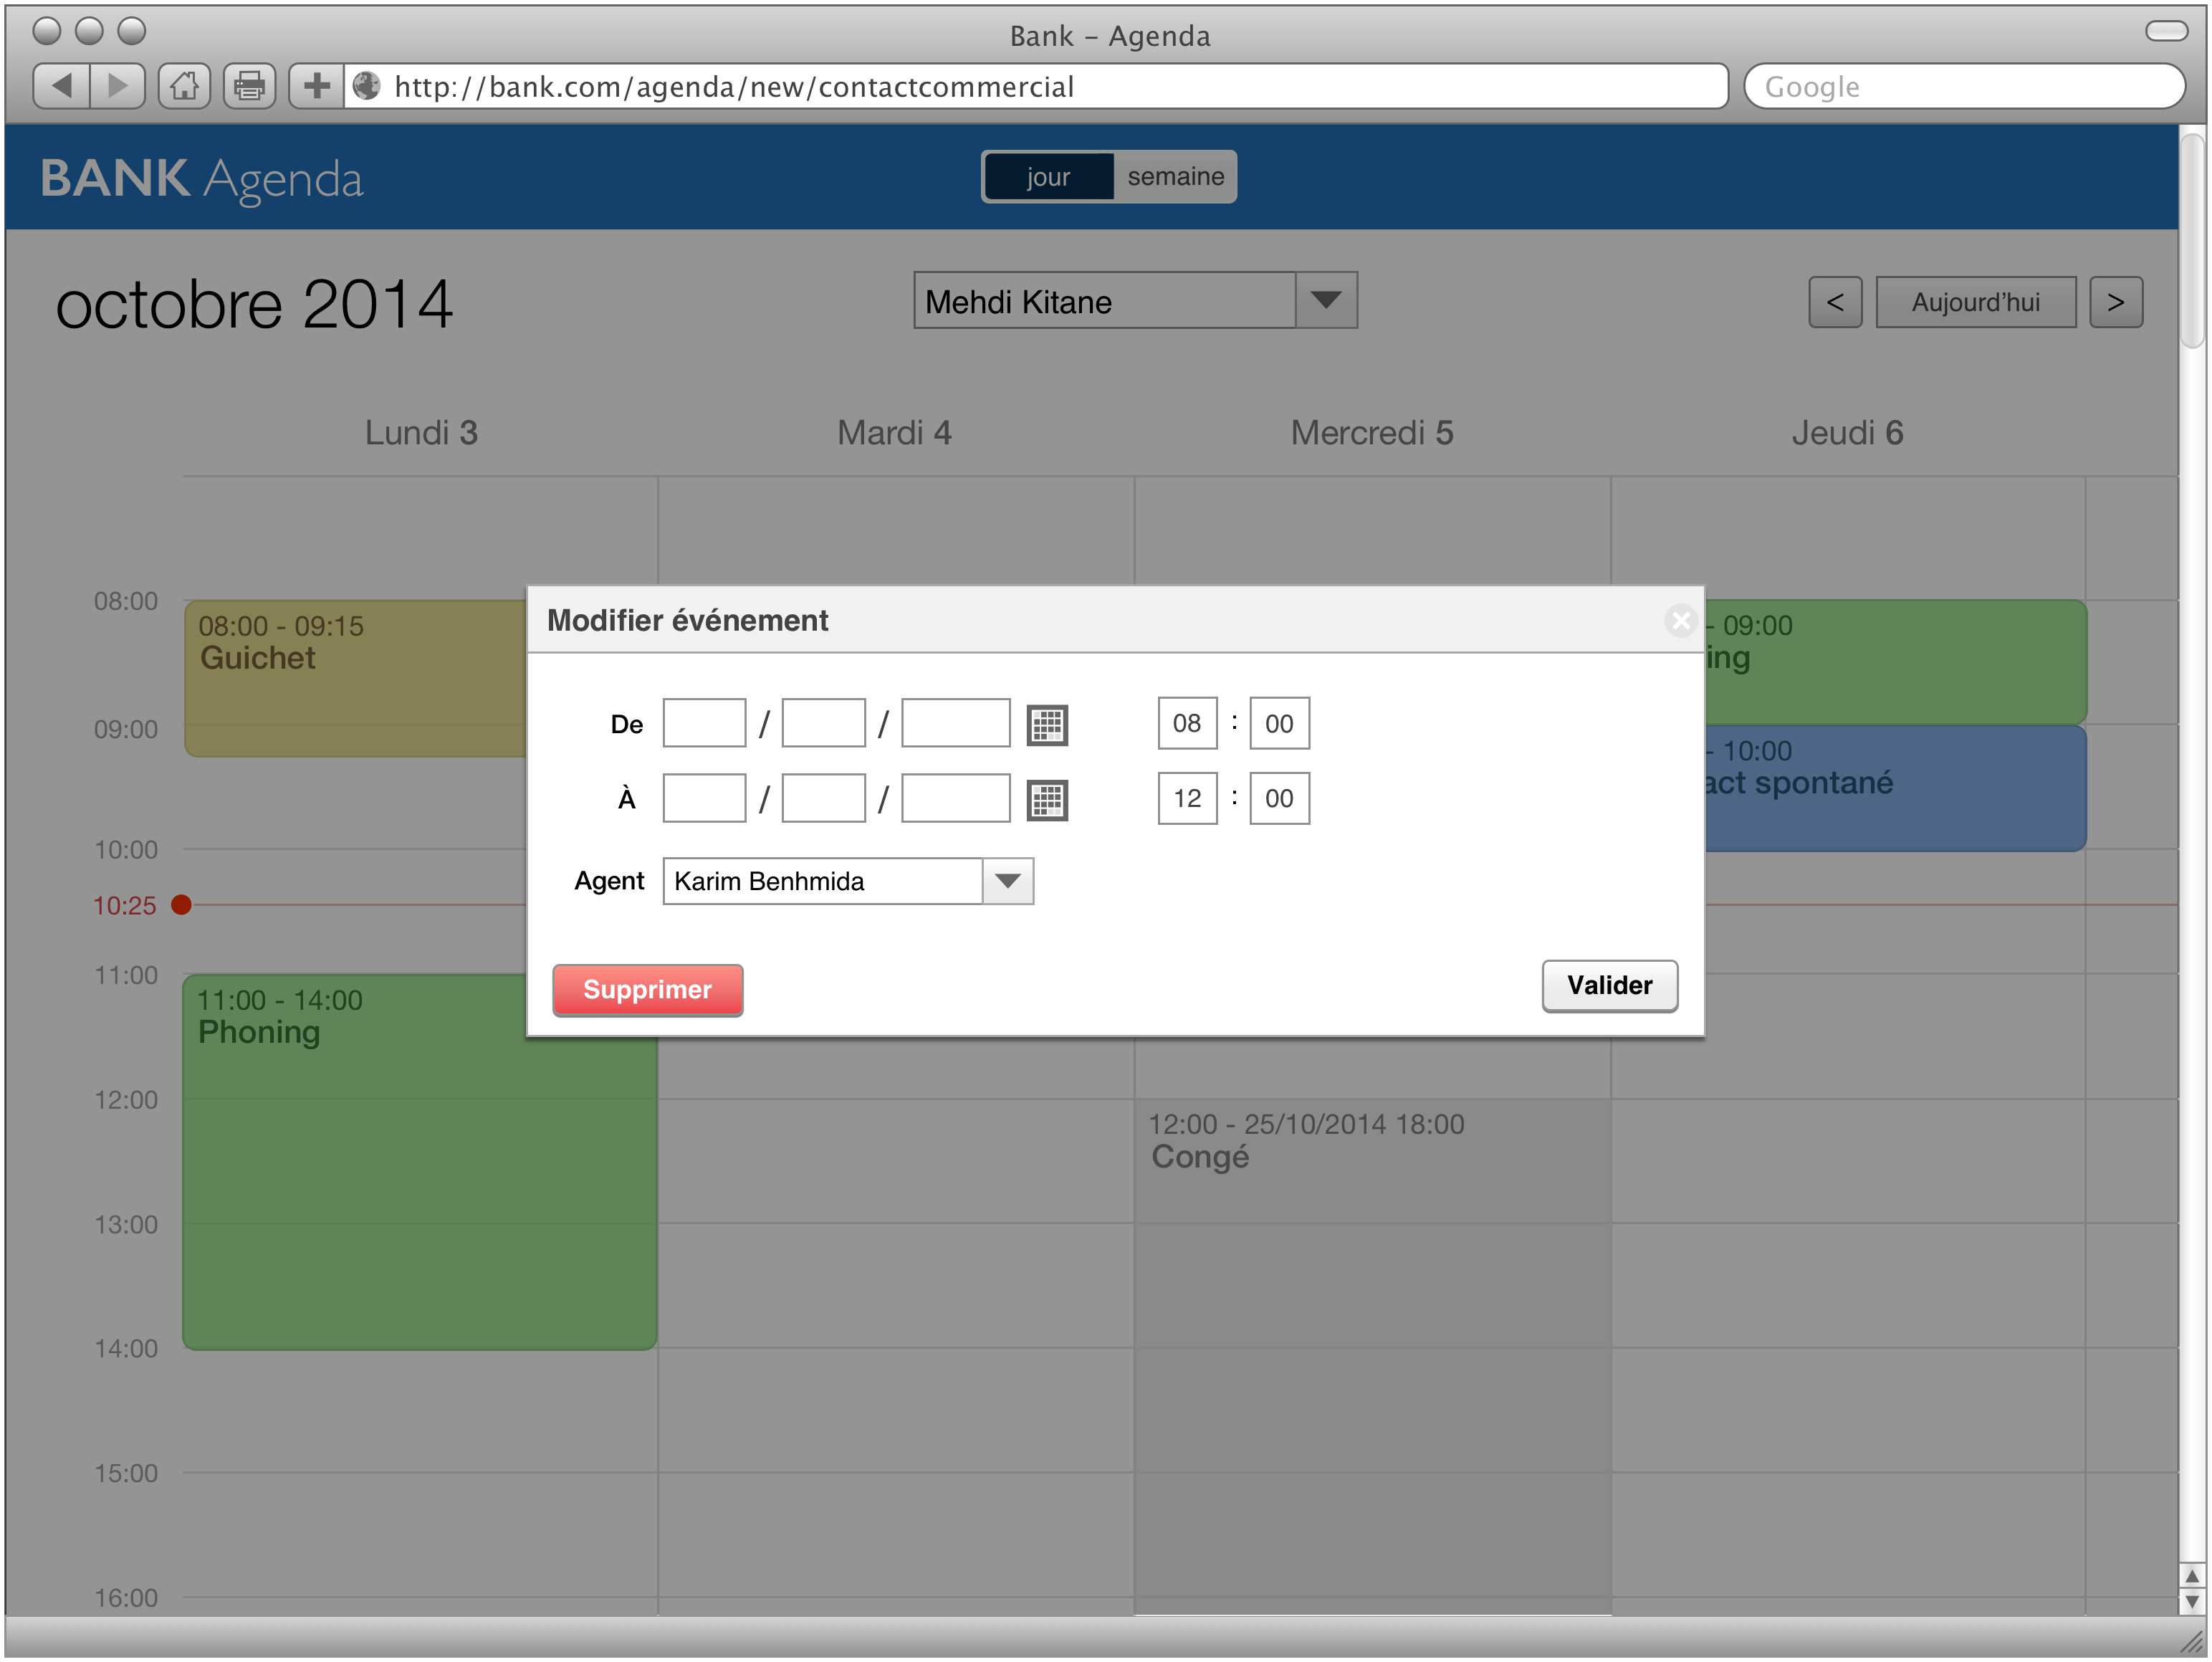 Bank – Agenda
http://bank.com/agenda/new/contactcommercial
Google
BANK Agenda
jour
semaine
octobre 2014
Mehdi Kitane
<
Aujourd'hui
>
Lundi 3
Mardi 4
Mercredi 5
Jeudi 6
08:00
08:00 - 09:15
Guichet
09:00
10:00
10:25
11:00
11:00 - 14:00
Phoning
12:00
13:00
14:00
15:00
16:00
Modifier événement
De / / 08 : 00
À / / 12 : 00
Agent Karim Benhmida
Supprimer
Valider
12:00 - 25/10/2014 18:00
Congé
- 09:00
ing
- 10:00
act spontané